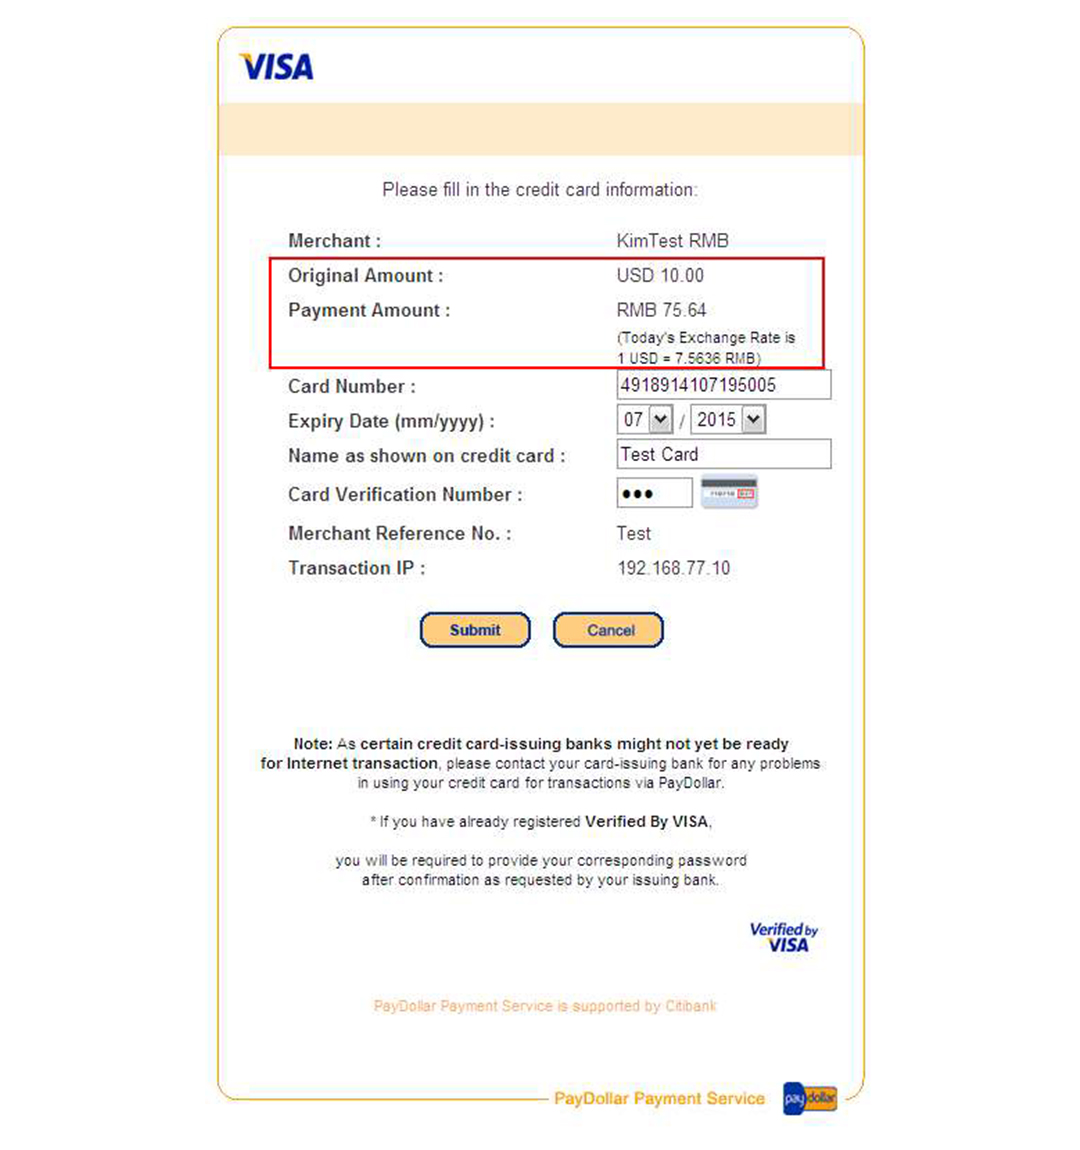 VISA
Please fill in the credit card information:
Merchant : KimTest RMB
Original Amount : USD 10.00
Payment Amount : RMB 75.64
(Today's Exchange Rate is
1 USD = 7.5636 RMB)
Card Number : 4918914107195005
Expiry Date (mm/yyyy) : 07 / 2015
Name as shown on credit card : Test Card
Card Verification Number : ●●●
Merchant Reference No. : Test
Transaction IP : 192.168.77.10
Submit Cancel
Note: As certain credit card-issuing banks might not yet be ready
for Internet transaction, please contact your card-issuing bank for any problems
in using your credit card for transactions via PayDollar.
* If you have already registered Verified By VISA,
you will be required to provide your corresponding password
after confirmation as requested by your issuing bank.
Verified by
VISA
PayDollar Payment Service is supported by Citibank
PayDollar Payment Service paydollar